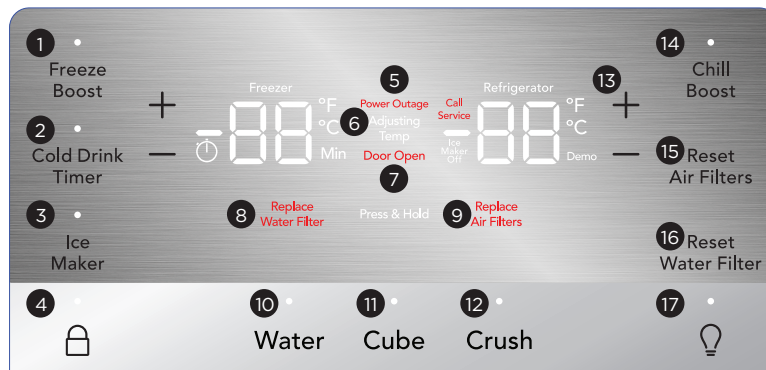 1
Freeze
Boost
+
−
2
Cold Drink
Timer
3
Ice
Maker
4
Freezer
88
°F
°C
Min
5
Power Outage
6
Adjusting
Temp
Door Open
7
Call
Service
Ice
Maker
Off
Refrigerator
88
°F
°C
Demo
13
+
−
14
Chill
Boost
15
Reset
Air Filters
8
Replace
Water Filter
Press & Hold
9
Replace
Air Filters
16
Reset
Water Filter
10
Water
11
Cube
12
Crush
17